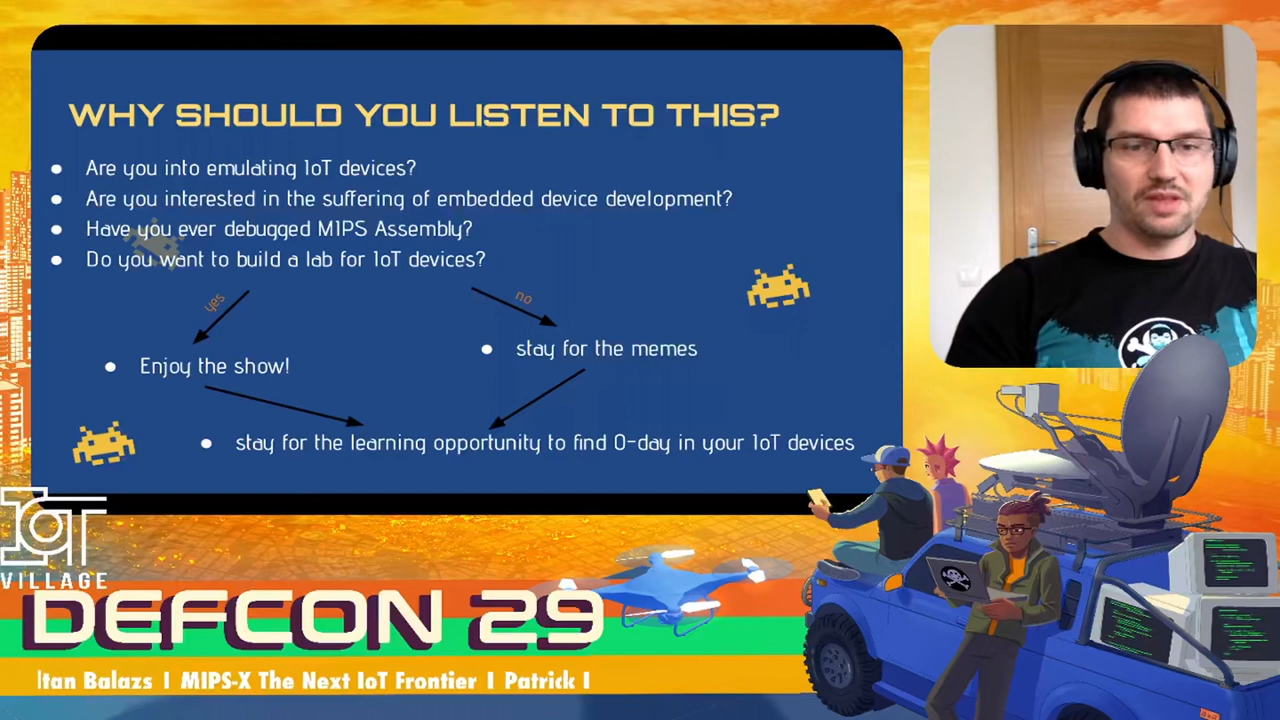 WHY SHOULD YOU LISTEN TO THIS?
Are you into emulating IoT devices?
Are you interested in the suffering of embedded device development?
Have you ever debugged MIPS Assembly?
Do you want to build a lab for IoT devices?
yes
no
Enjoy the show!
stay for the memes
stay for the learning opportunity to find 0-day in your IoT devices
IOT
VILLAGE
DEFCON 29
ltan Balazs | MIPS-X The Next IoT Frontier | Patrick